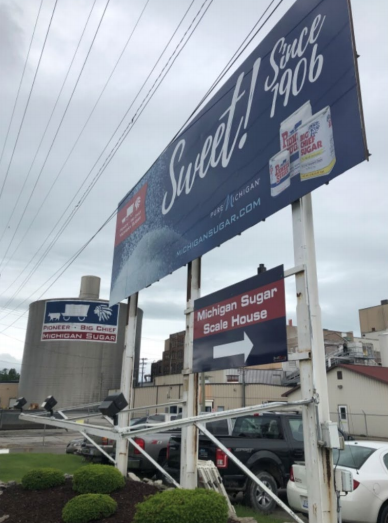 Sweet! Since
1906
PURE MICHIGAN
MICHIGANSUGAR.COM
Michigan Sugar
Scale House
PIONEER BIG CHIEF
MICHIGAN SUGAR